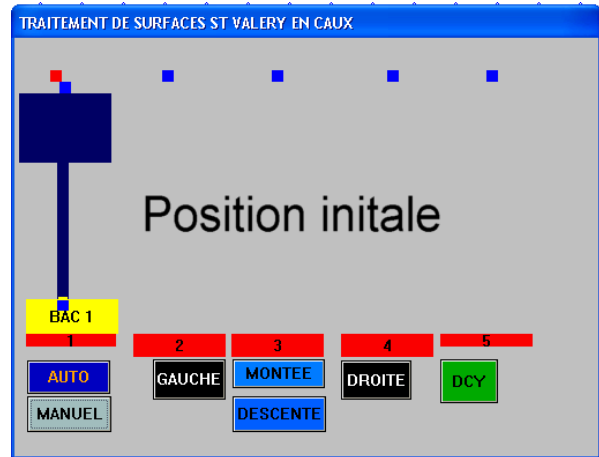 TRAITEMENT DE SURFACES ST VALERY EN CAUX
Position initale
BAC 1
1 2 3 4 5
AUTO GAUCHE MONTEE DROITE DCY
MANUEL DESCENTE